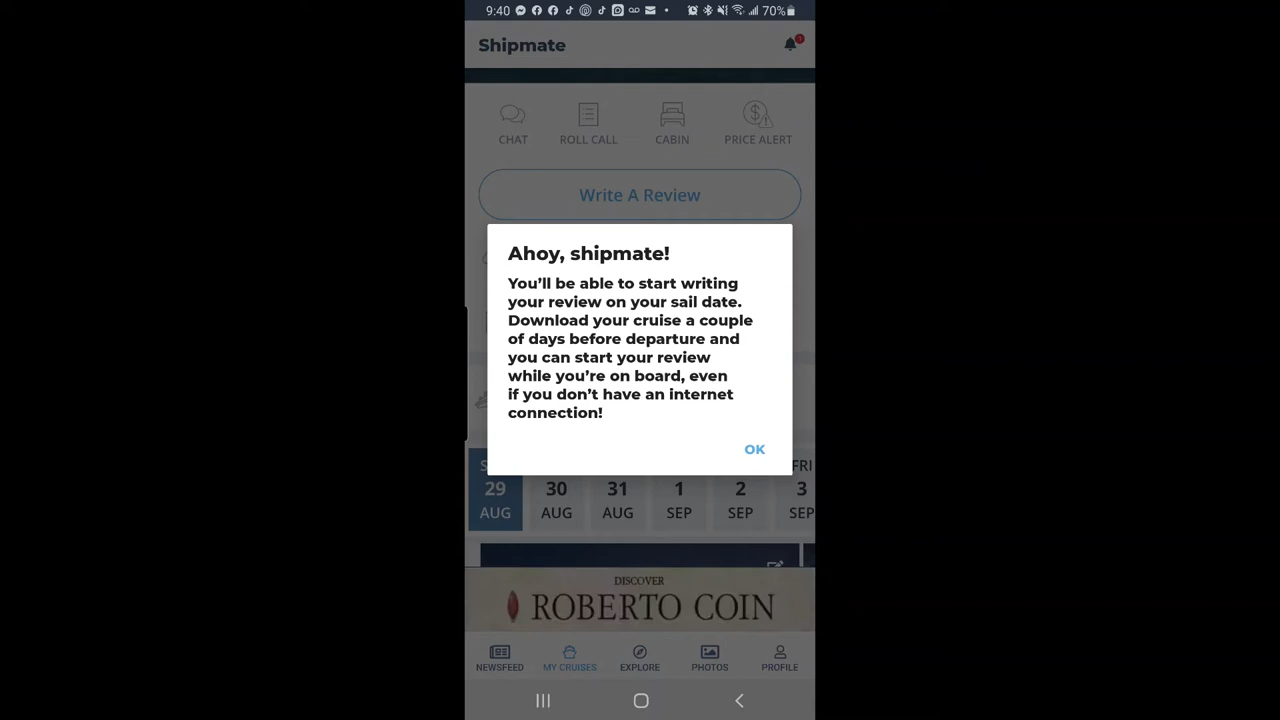 9:40
70%
Shipmate
CHAT
ROLL CALL
CABIN
PRICE ALERT
Write A Review
Ahoy, shipmate!
You'll be able to start writing
your review on your sail date.
Download your cruise a couple
of days before departure and
you can start your review
while you're on board, even
if you don't have an internet
connection!
OK
FRI
29
30
31
1
2
3
AUG
AUG
AUG
SEP
SEP
SEP
DISCOVER
ROBERTO COIN
NEWSFEED
MY CRUISES
EXPLORE
PHOTOS
PROFILE